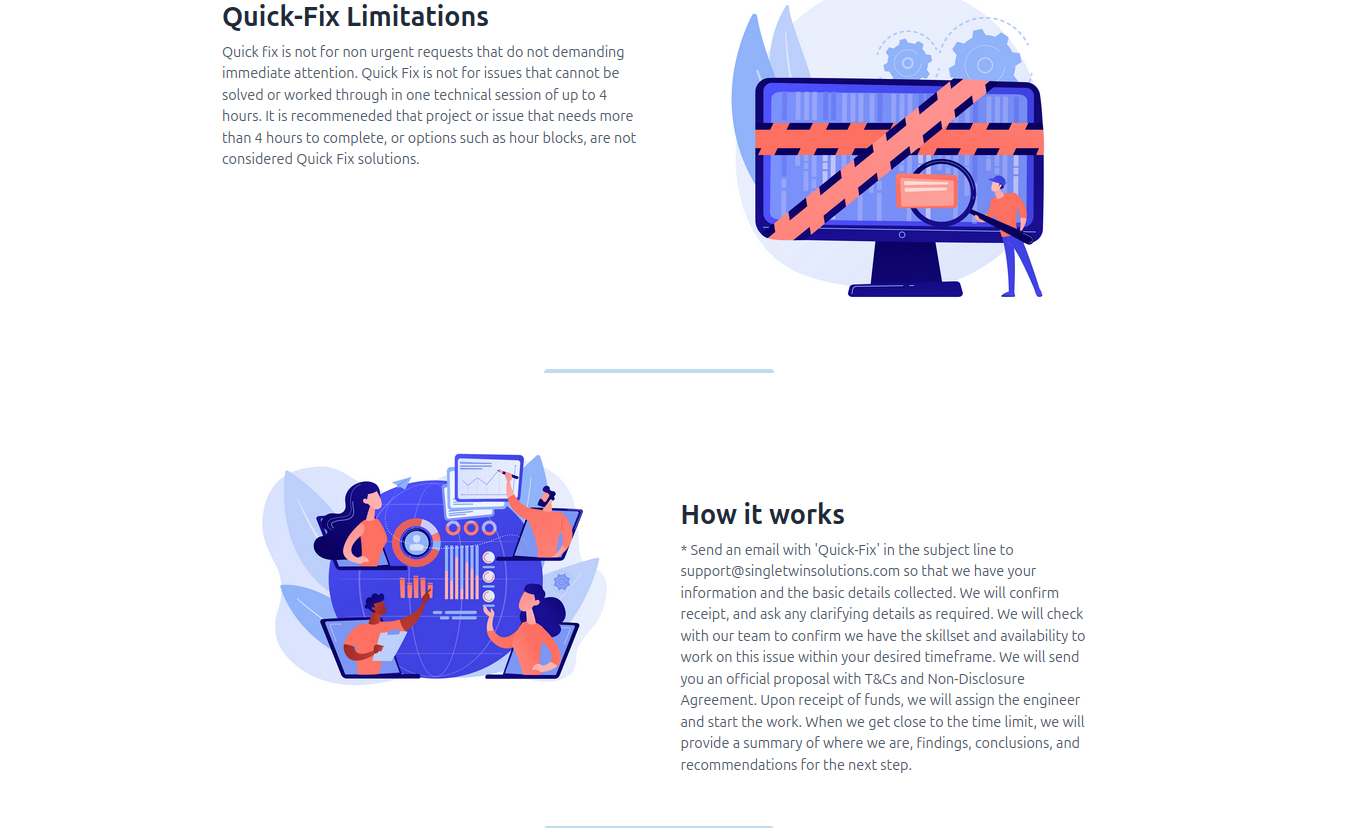 Quick-Fix Limitations
Quick fix is not for non urgent requests that do not demanding
immediate attention. Quick Fix is not for issues that cannot be
solved or worked through in one technical session of up to 4
hours. It is recommeneded that project or issue that needs more
than 4 hours to complete, or options such as hour blocks, are not
considered Quick Fix solutions.
How it works
* Send an email with 'Quick-Fix' in the subject line to
support@singletwinsolutions.com so that we have your
information and the basic details collected. We will confirm
receipt, and ask any clarifying details as required. We will check
with our team to confirm we have the skillset and availability to
work on this issue within your desired timeframe. We will send
you an official proposal with T&Cs and Non-Disclosure
Agreement. Upon receipt of funds, we will assign the engineer
and start the work. When we get close to the time limit, we will
provide a summary of where we are, findings, conclusions, and
recommendations for the next step.